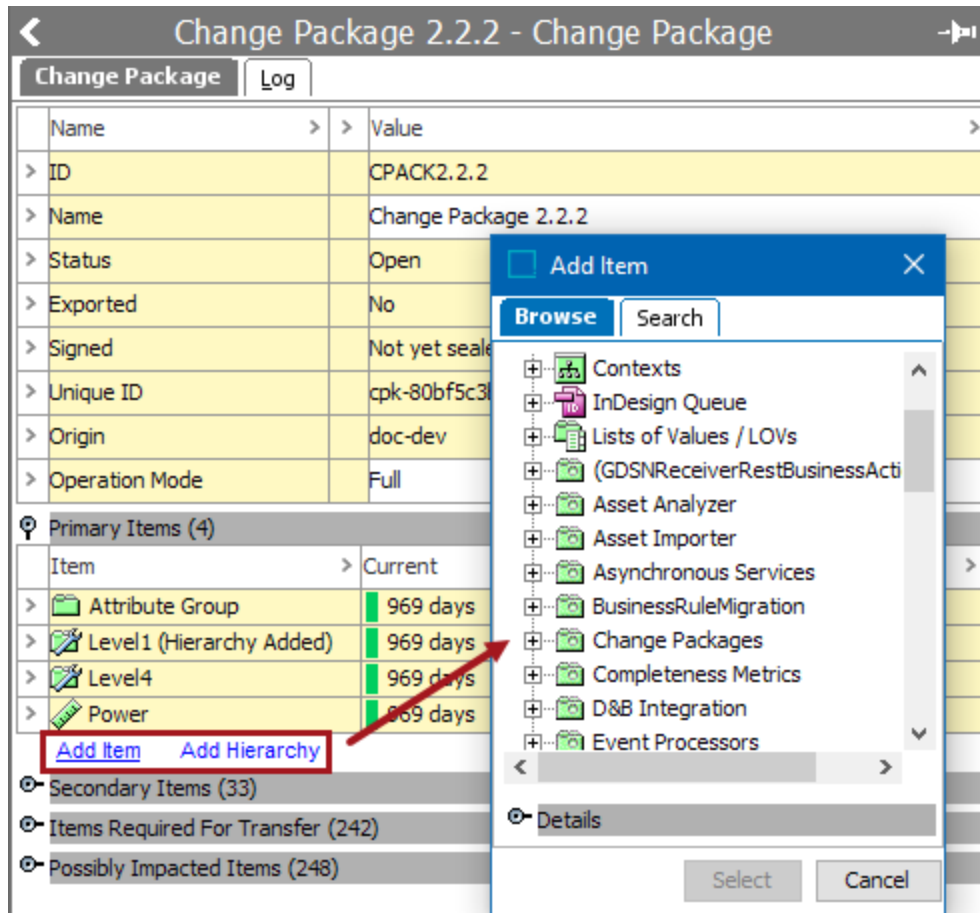 Change Package 2.2.2 - Change Package
Change Package Log
Name > > Value >
> ID CPACK2.2.2
> Name Change Package 2.2.2
> Status Open
> Exported No
> Signed Not yet seale
> Unique ID cpk-80bf5c3
> Origin doc-dev
> Operation Mode Full
Primary Items (4)
Item > Current >
> Attribute Group 969 days
> Level1 (Hierarchy Added) 969 days
> Level4 969 days
> Power 969 days
Add Item Add Hierarchy
Secondary Items (33)
Items Required For Transfer (242)
Possibly Impacted Items (248)
Add Item
Browse Search
Contexts
InDesign Queue
Lists of Values / LOVs
(GDSNReceiverRestBusinessActi
Asset Analyzer
Asset Importer
Asynchronous Services
BusinessRuleMigration
Change Packages
Completeness Metrics
D&B Integration
Event Processors
Details
Select Cancel